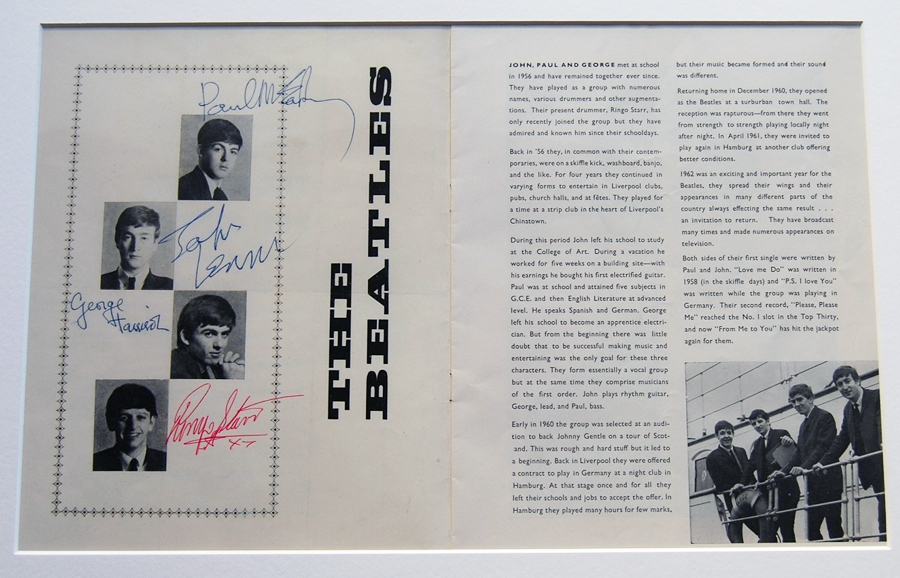 Paul McCartney
John
Lennon
George
Harrison
Ringo Starr
xx
THE
BEATLES
JOHN, PAUL AND GEORGE met at school
in 1956 and have remained together ever since.
They have played as a group with numerous
names, various drummers and other augmenta-
tions. Their present drummer, Ringo Starr, has
only recently joined the group but they have
admired and known him since their schooldays.
Back in '56 they, in common with their contem-
poraries, were on a skiffle kick, washboard, banjo,
and the like. For four years they continued in
varying forms to entertain in Liverpool clubs,
pubs, church halls, and at fêtes. They played for
a time at a strip club in the heart of Liverpool's
Chinatown.
During this period John left his school to study
at the College of Art. During a vacation he
worked for five weeks on a building site—with
his earnings he bought his first electrified guitar.
Paul was at school and attained five subjects in
G.C.E. and then English Literature at advanced
level. He speaks Spanish and German. George
left his school to become an apprentice electri-
cian. But from the beginning there was little
doubt that to be successful making music and
entertaining was the only goal for these three
characters. They form essentially a vocal group
but at the same time they comprise musicians
of the first order. John plays rhythm guitar,
George, lead, and Paul, bass.
Early in 1960 the group was selected at an audi-
tion to back Johnny Gentle on a tour of Scot-
and. This was rough and hard stuff but it led to
a beginning. Back in Liverpool they were offered
a contract to play in Germany at a night club in
Hamburg. At that stage once and for all they
left their schools and jobs to accept the offer. In
Hamburg they played many hours for few marks,
but their music became formed and their sound
was different.
Returning home in December 1960, they opened
as the Beatles at a surburban town hall. The
reception was rapturous—from there they went
from strength to strength playing locally night
after night. In April 1961, they were invited to
play again in Hamburg at another club offering
better conditions.
1962 was an exciting and important year for the
Beatles, they spread their wings and their
appearances in many different parts of the
country always effecting the same result . . .
an invitation to return. They have broadcast
many times and made numerous appearances on
television.
Both sides of their first single were written by
Paul and John. "Love me Do" was written in
1958 (in the skiffle days) and "P.S. I love You"
was written while the group was playing in
Germany. Their second record, "Please, Please
Me" reached the No. 1 slot in the Top Thirty,
and now "From Me to You" has hit the jackpot
again for them.